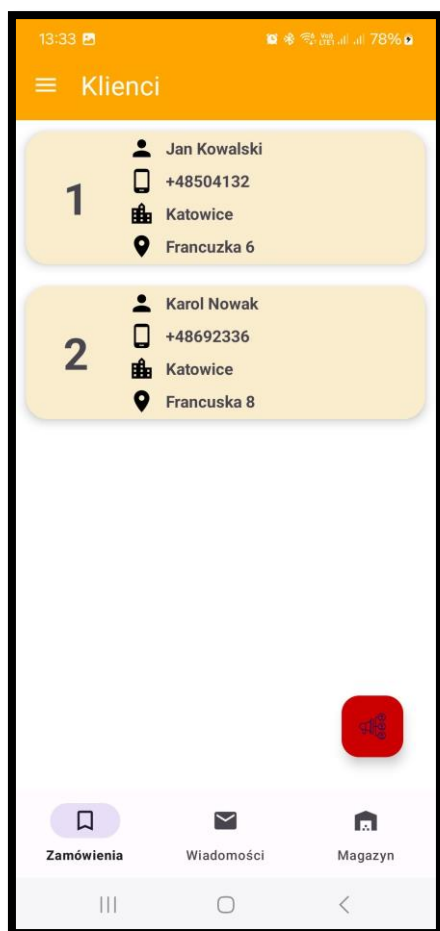 13:33 78%
Klienci
1
Jan Kowalski
+48504132
Katowice
Francuzka 6
2
Karol Nowak
+48692336
Katowice
Francuska 8
Zamówienia Wiadomości Magazyn